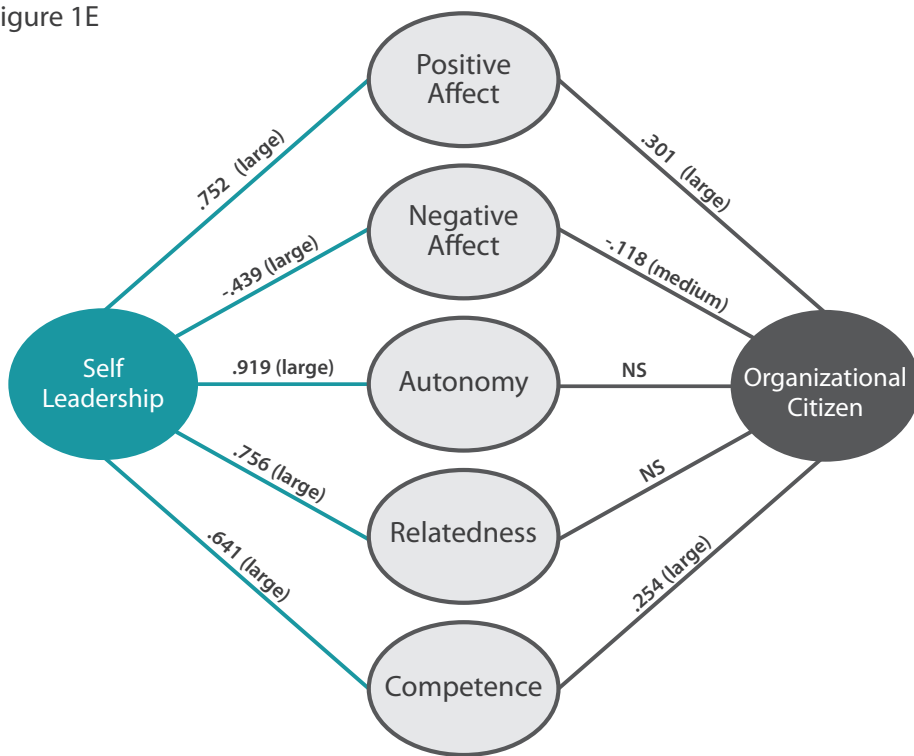 igure 1E
Positive
Affect
.752 (large)
.301 (large)
Negative
Affect
-.439 (large)
-.118 (medium)
Self
Leadership
.919 (large)
Autonomy
NS
Organizational
Citizen
.756 (large)
Relatedness
NS
.641 (large)
.254 (large)
Competence